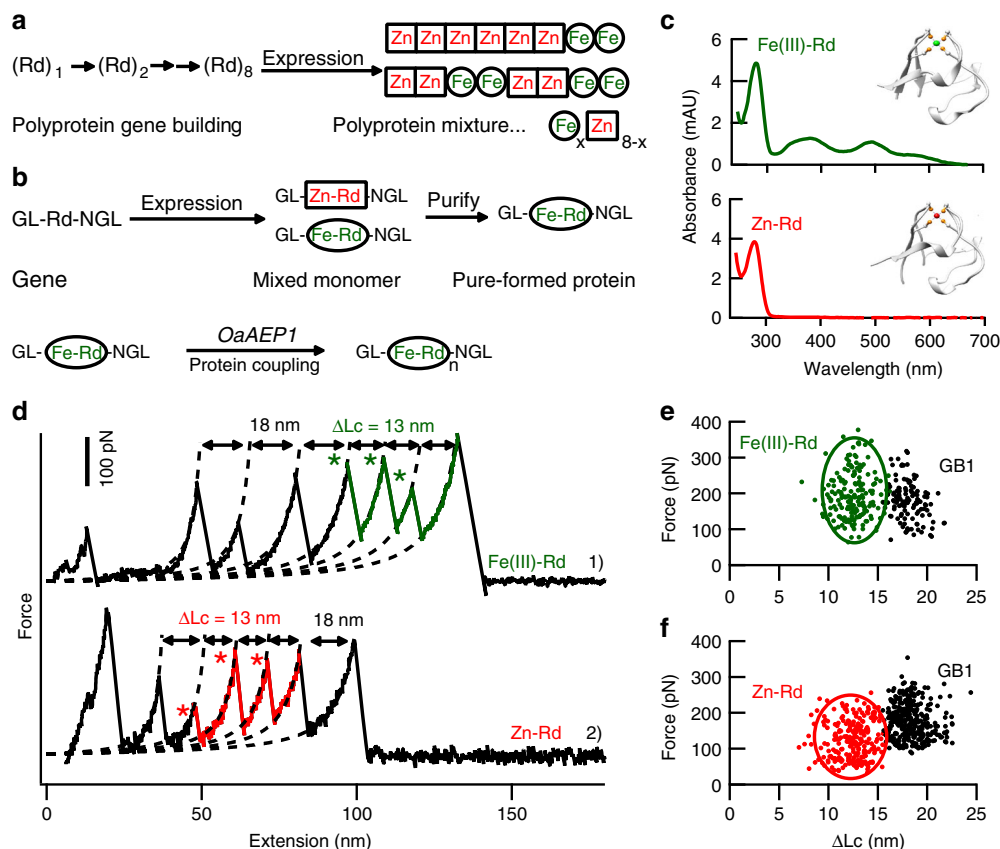 a
(Rd)1 (Rd)2 (Rd)8 Expression
Zn Zn Zn Zn Zn Zn Fe Fe
Zn Zn Fe Fe Zn Zn Fe Fe
Polyprotein gene building Polyprotein mixture... Fe x Zn 8-x
b
GL-Rd-NGL Expression GL-Zn-Rd-NGL Purify GL-Fe-Rd-NGL
GL-Fe-Rd-NGL
Gene Mixed monomer Pure-formed protein
GL-Fe-Rd-NGL OaAEP1 GL-Fe-Rd-NGL
Protein coupling n
c
Absorbance (mAU)
6
4
2
0
Fe(III)-Rd
6
4
2
0
Zn-Rd
300 400 500 600 700
200 300 400 500 600 700
Wavelength (nm)
d
Force
100 pN
18 nm ΔLc = 13 nm
* * *
Fe(III)-Rd 1)
ΔLc = 13 nm 18 nm
* * *
Zn-Rd 2)
0 50 100 150
Extension (nm)
e
Force (pN)
400
300
200
100
0
Fe(III)-Rd GB1
0 5 10 15 20 25
f
Force (pN)
400
300
200
100
0
Zn-Rd GB1
0 5 10 15 20 25
ΔLc (nm)